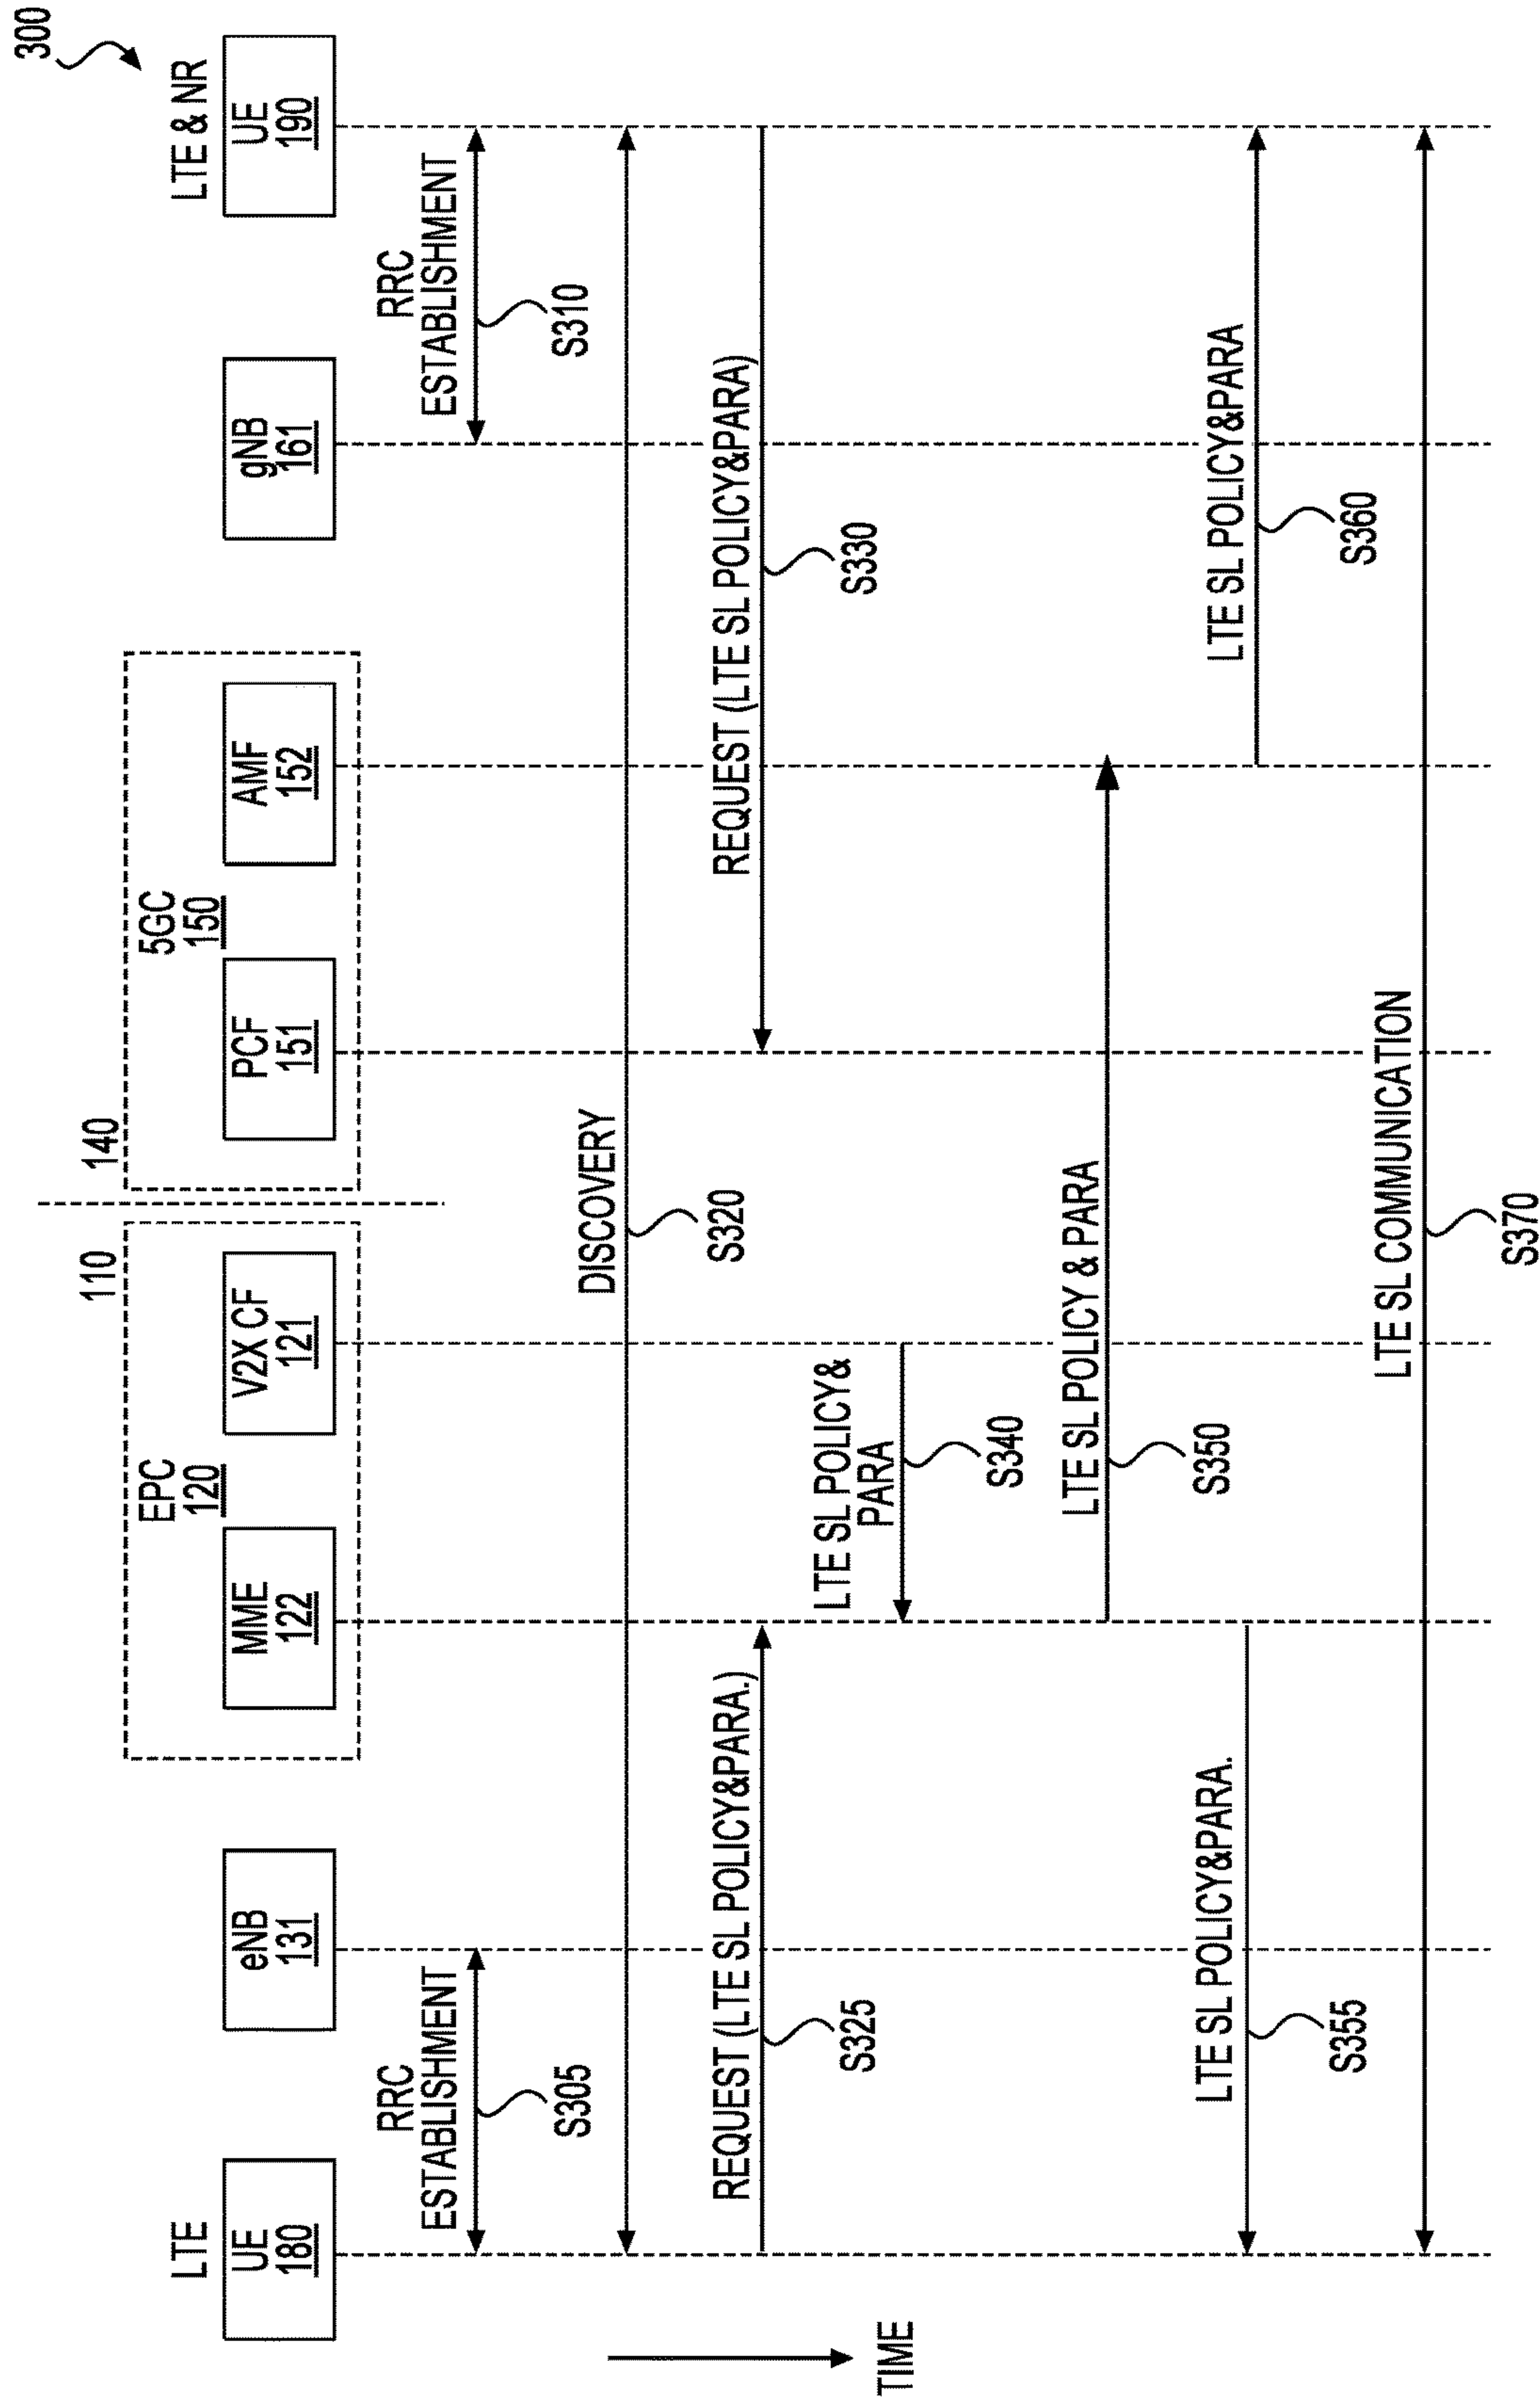 300
LTE
LTE & NR
110
140
EPC
120
5GC
150
UE
180
eNB
131
MME
122
V2X CF
121
PCF
151
AMF
152
gNB
161
UE
190
RRC
ESTABLISHMENT
S305
RRC
ESTABLISHMENT
S310
DISCOVERY
S320
REQUEST (LTE SL POLICY&PARA.)
S325
REQUEST (LTE SL POLICY&PARA)
S330
LTE SL POLICY&
PARA
S340
LTE SL POLICY & PARA
S350
LTE SL POLICY&PARA.
S355
LTE SL POLICY&PARA
S360
LTE SL COMMUNICATION
S370
TIME